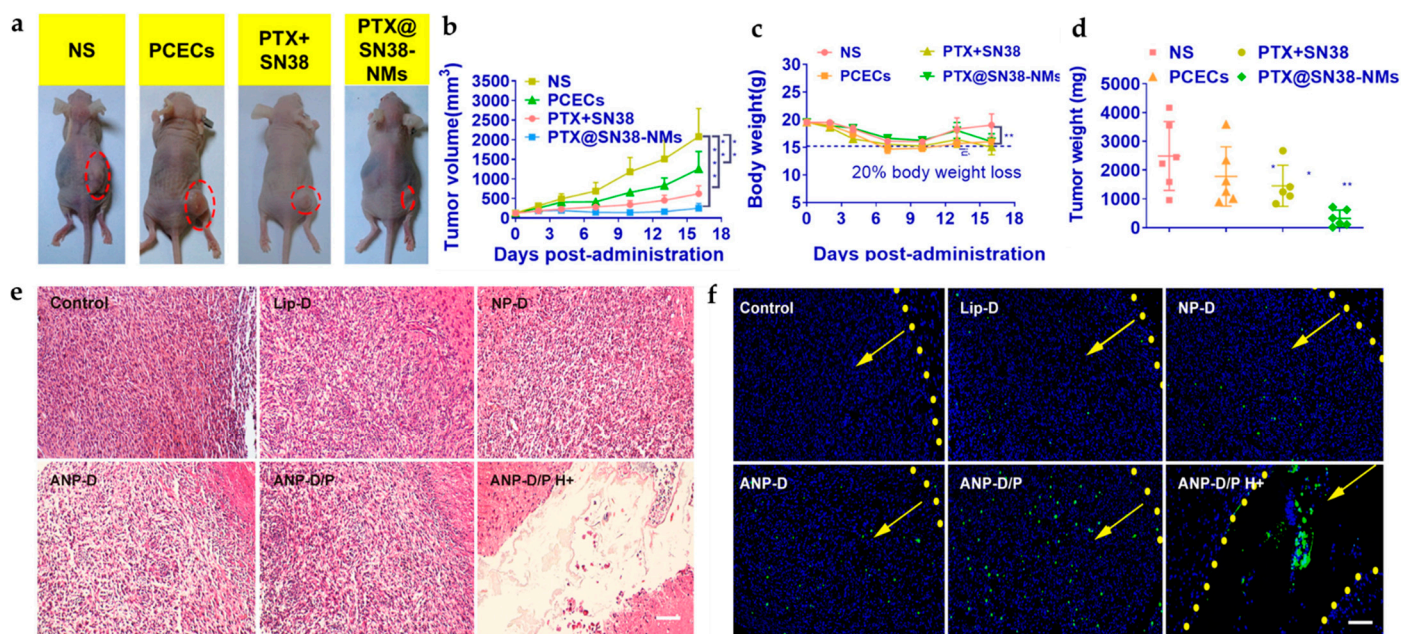 a
NS
PCECs
PTX+
SN38
PTX@
SN38-
NMs
b
Tumor volume(mm³)
3500
3000
2500
2000
1500
1000
500
0
NS
PCECs
PTX+SN38
PTX@SN38-NMs
* *
* *
*
0 3 6 9 12 15 18
Days post-administration
c
NS
PTX+SN38
PCECs
PTX@SN38-NMs
Body weight(g)
30
25
20
15
10
5
0
**
20% body weight loss
0 3 6 9 12 15 18
Days post-administration
d
NS
PTX+SN38
PCECs
PTX@SN38-NMs
Tumor weight (mg)
5000
4000
3000
2000
1000
0
*
*
**
e
Control
Lip-D
NP-D
ANP-D
ANP-D/P
ANP-D/P H+
f
Control
Lip-D
NP-D
ANP-D
ANP-D/P
ANP-D/P H+